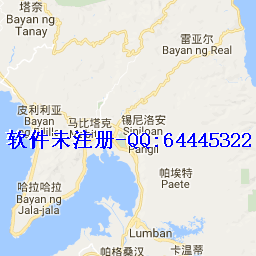 塔奈
Bayan ng
Tanay
雷亚尔
Bayan ng Real
皮利利亚
Bayan
马比塔克
锡尼洛安
Siniloan
软件未注册-QQ:64445322
Pangil
帕埃特
Paete
哈拉哈拉
Bayan ng
Jala-jala
Lumban
帕格桑汉
卡温蒂